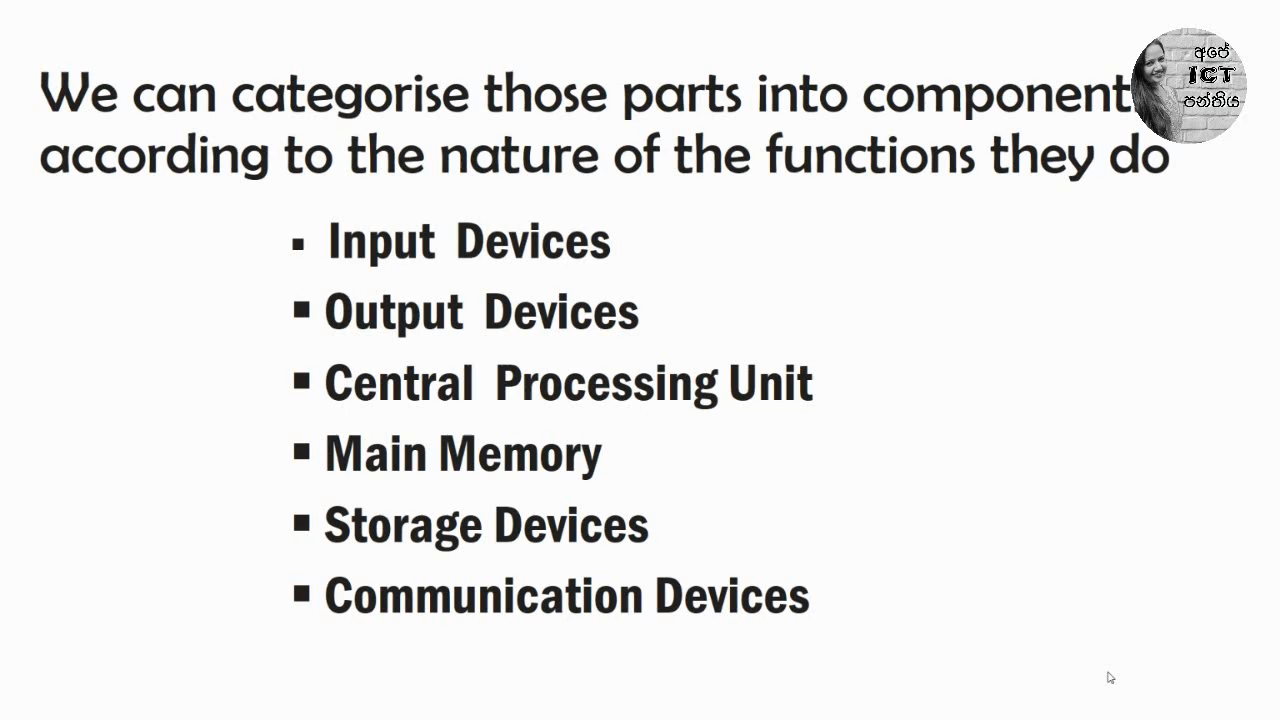 We can categorise those parts into component
according to the nature of the functions they do
අපේ
ICT
පන්තිය
▪ Input Devices
▪ Output Devices
▪ Central Processing Unit
▪ Main Memory
▪ Storage Devices
▪ Communication Devices